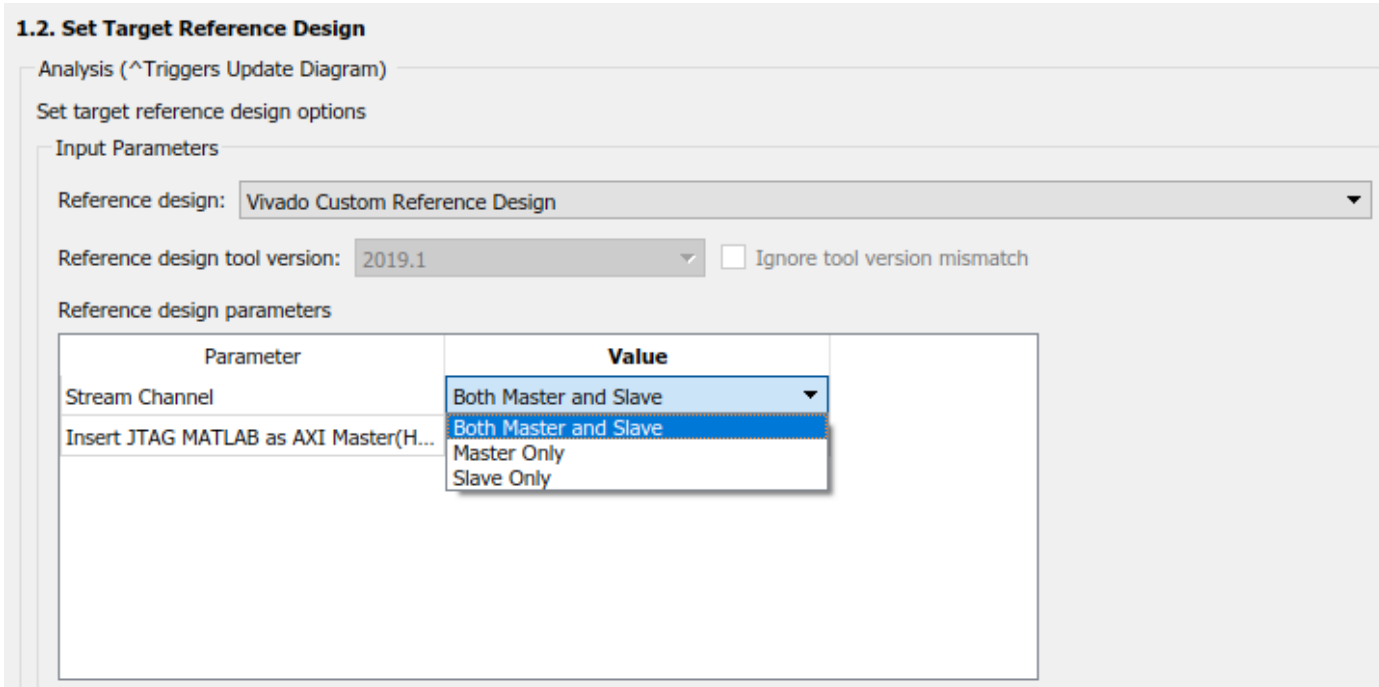 1.2. Set Target Reference Design
Analysis (^Triggers Update Diagram)
Set target reference design options
Input Parameters
Reference design: Vivado Custom Reference Design
Reference design tool version: 2019.1 Ignore tool version mismatch
Reference design parameters
Parameter Value
Stream Channel Both Master and Slave
Insert JTAG MATLAB as AXI Master(H... Both Master and Slave
Master Only
Slave Only